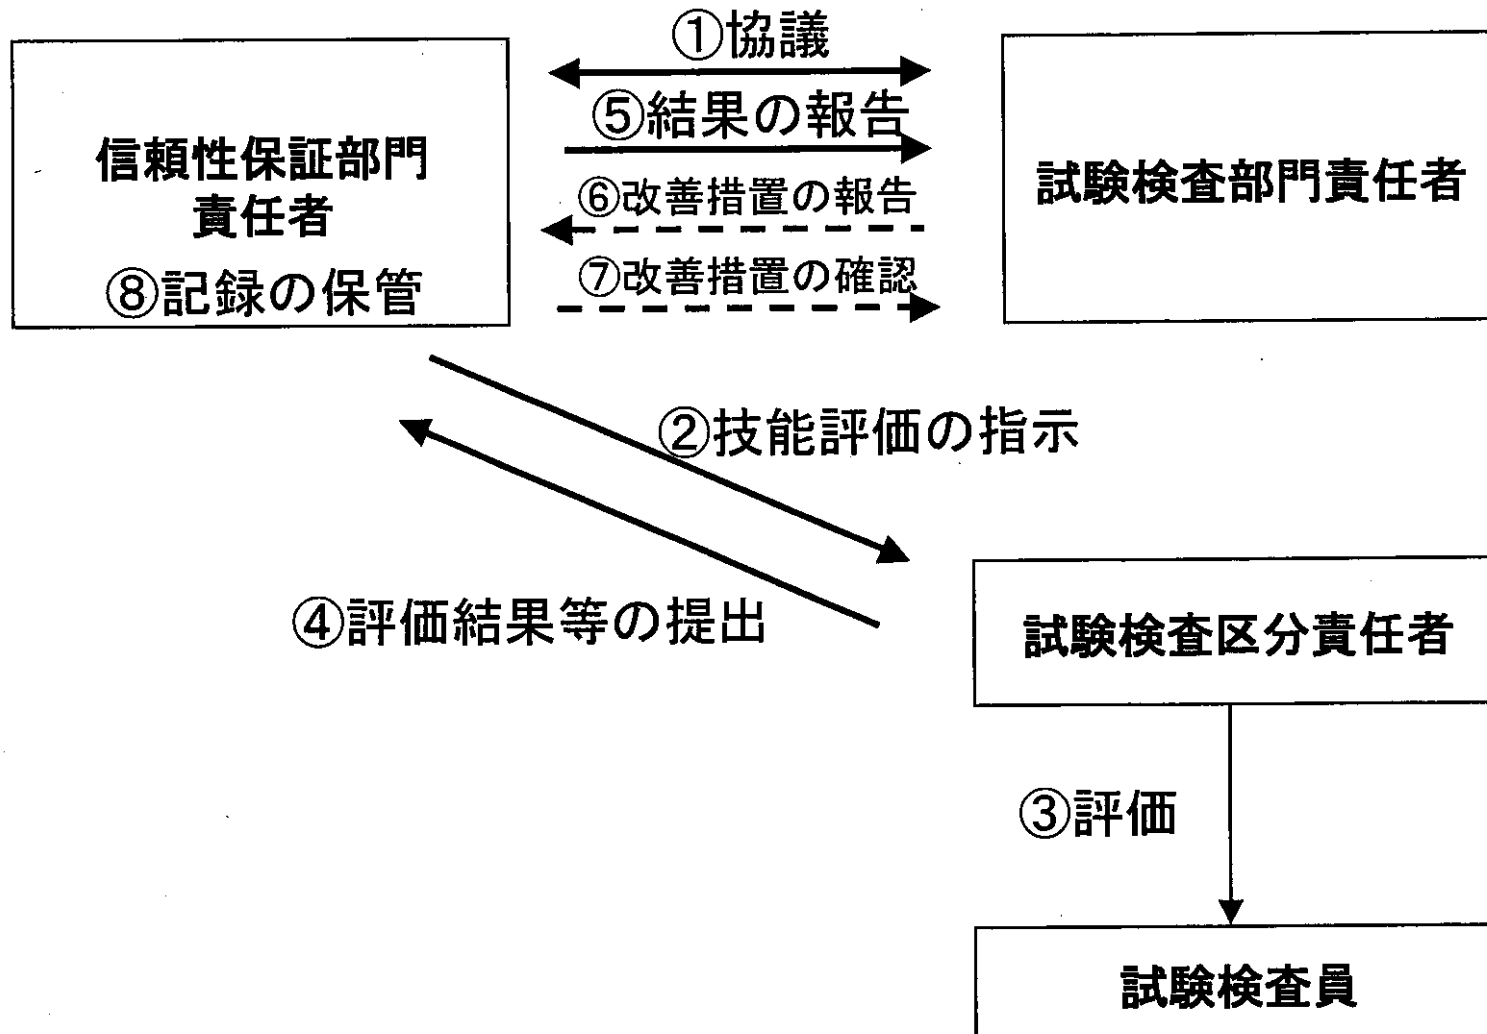 ①協議
⑤結果の報告
信頼性保証部門
責任者
⑧記録の保管
⑥改善措置の報告
⑦改善措置の確認
試験検査部門責任者
②技能評価の指示
④評価結果等の提出
試験検査区分責任者
③評価
試験検査員